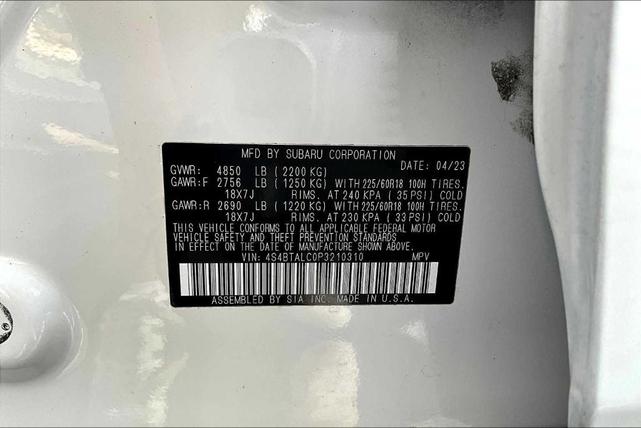 MFD BY SUBARU CORPORATION
DATE: 04/23
GVWR: 4850 LB (2200 KG)
GAWR:F 2756 LB (1250 KG) WITH 225/60R18 100H TIRES.
18X7J RIMS. AT 240 KPA (35 PSI) COLD
GAWR:R 2690 LB (1220 KG) WITH 225/60R18 100H TIRES.
18X7J RIMS. AT 230 KPA (33 PSI) COLD
THIS VEHICLE CONFORMS TO ALL APPLICABLE FEDERAL MOTOR
VEHICLE SAFETY AND THEFT PREVENTION STANDARDS
IN EFFECT ON THE DATE OF MANUFACTURE SHOWN ABOVE.
VIN: 4S4BTALC0P3210310 MPV
ASSEMBLED BY SIA INC. MADE IN U.S.A.